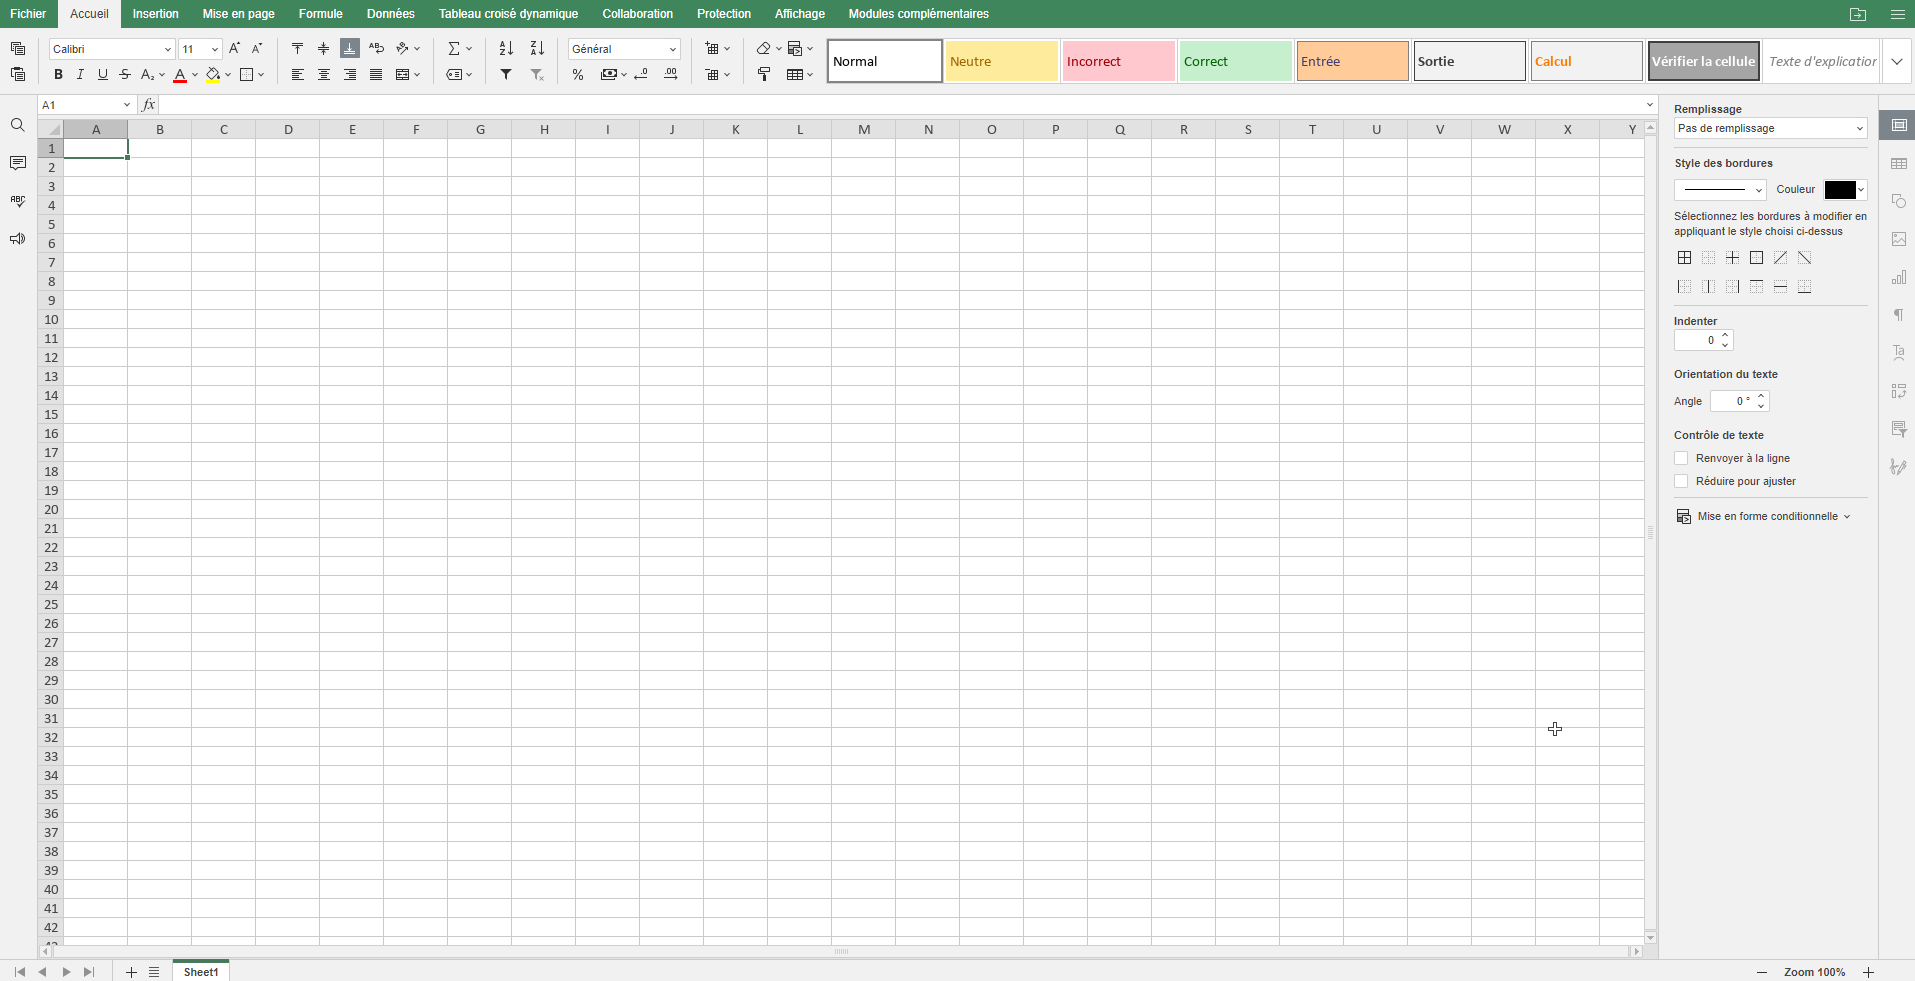 Fichier Accueil Insertion Mise en page Formule Données Tableau croisé dynamique Collaboration Protection Affichage Modules complémentaires
Calibri 11 Général
Normal Neutre Incorrect Correct Entrée Sortie Calcul Vérifier la cellule Texte d'explication
A1 fx
A B C D E F G H I J K L M N O P Q R S T U V W X Y
1
2
3
4
5
6
7
8
9
10
11
12
13
14
15
16
17
18
19
20
21
22
23
24
25
26
27
28
29
30
31
32
33
34
35
36
37
38
39
40
41
42
Remplissage
Pas de remplissage
Style des bordures
Couleur
Sélectionnez les bordures à modifier en
appliquant le style choisi ci-dessus
Indenter
0
Orientation du texte
Angle 0 °
Contrôle de texte
Renvoyer à la ligne
Réduire pour ajuster
Mise en forme conditionnelle
Sheet1
Zoom 100%